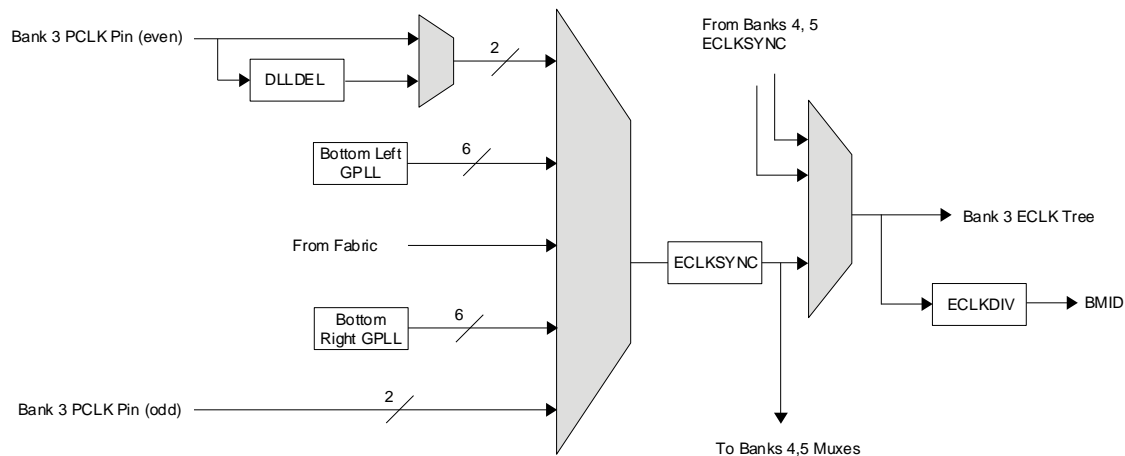 From Banks 4, 5
ECLKSYNC
Bank 3 PCLK Pin (even)
2
DLLDEL
Bottom Left
GPLL
6
From Fabric
Bank 3 ECLK Tree
ECLKSYNC
ECLKDIV
BMID
Bottom
Right GPLL
6
Bank 3 PCLK Pin (odd)
2
To Banks 4,5 Muxes